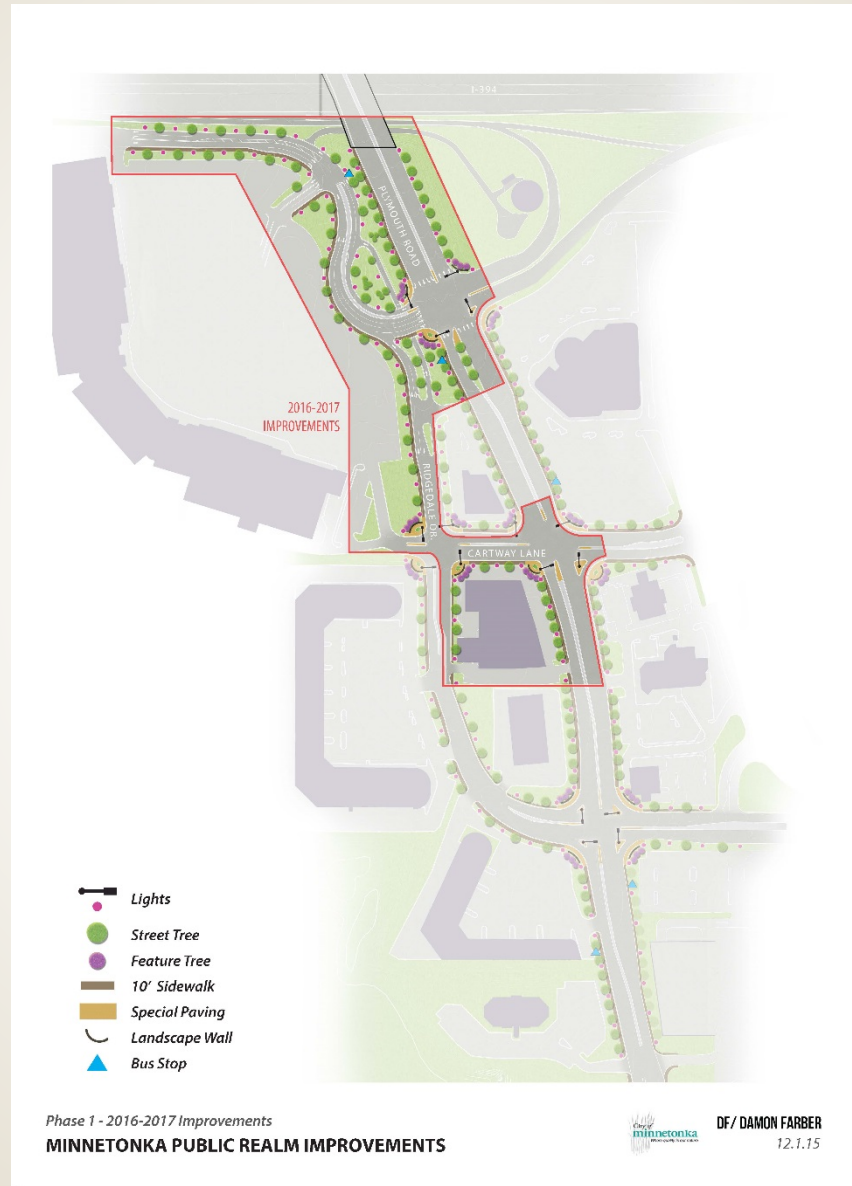 I-394
PLYMOUTH ROAD
2016-2017
IMPROVEMENTS
RIDGEDALE DR.
CARTWAY LANE
Lights
Street Tree
Feature Tree
10' Sidewalk
Special Paving
Landscape Wall
Bus Stop
Phase 1 - 2016-2017 Improvements
MINNETONKA PUBLIC REALM IMPROVEMENTS
City of
minnetonka
DF/ DAMON FARBER
12.1.15